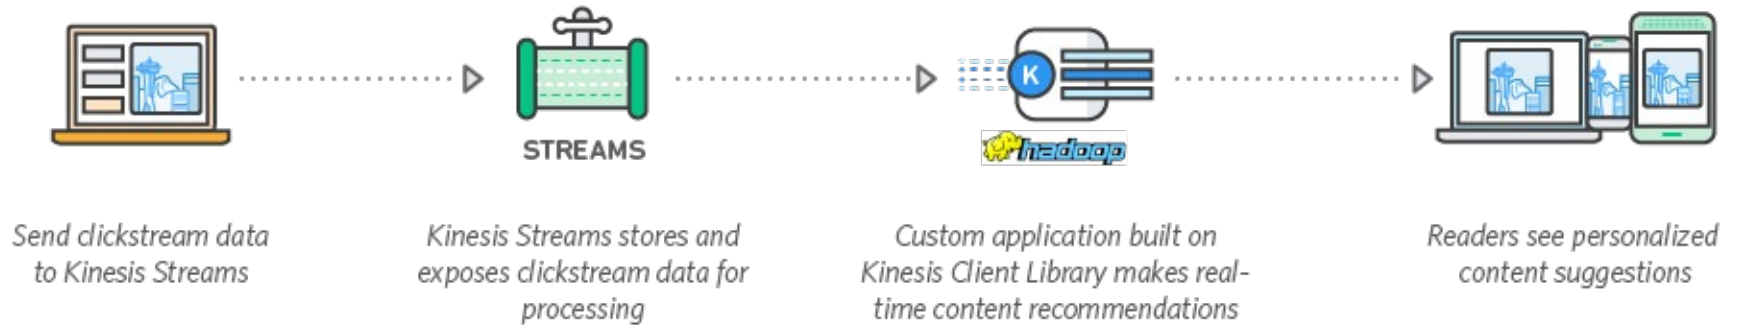 K
STREAMS
hadoop
Send clickstream data
to Kinesis Streams
Kinesis Streams stores and
exposes clickstream data for
processing
Custom application built on
Kinesis Client Library makes real-
time content recommendations
Readers see personalized
content suggestions